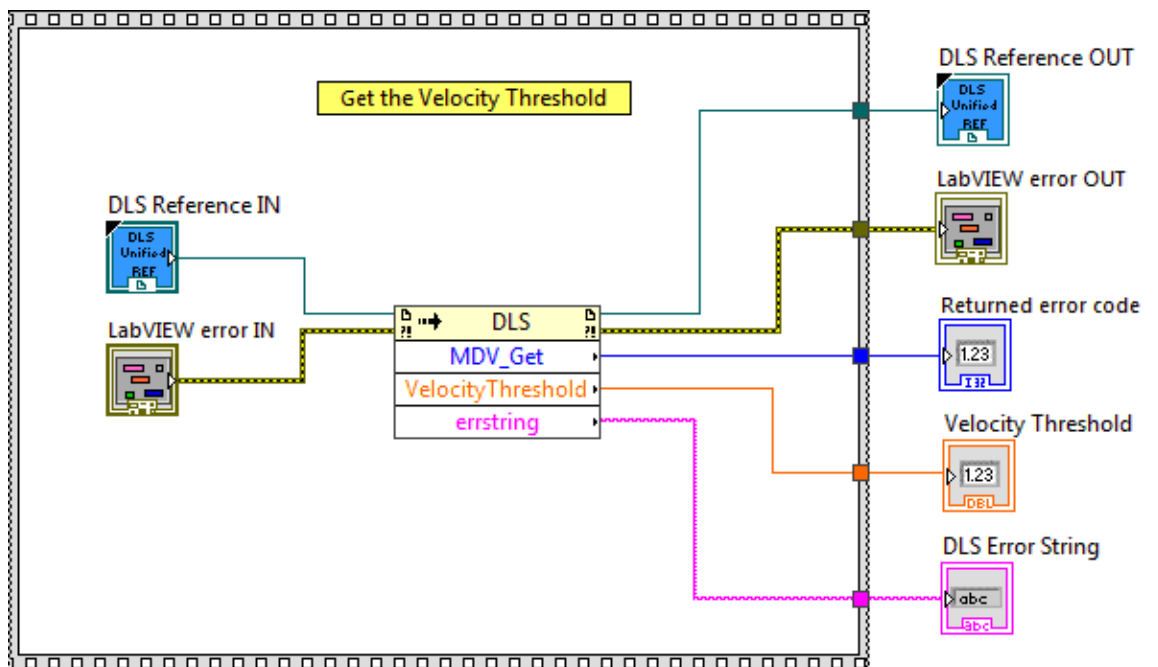 DLS Reference OUT
DLS
Unified
REF
Get the Velocity Threshold
LabVIEW error OUT
DLS Reference IN
DLS
Unified
REF
LabVIEW error IN
?!
DLS
?!
MDV_Get
VelocityThreshold
errstring
Returned error code
1.23
I32
Velocity Threshold
1.23
DBL
DLS Error String
abc
abc